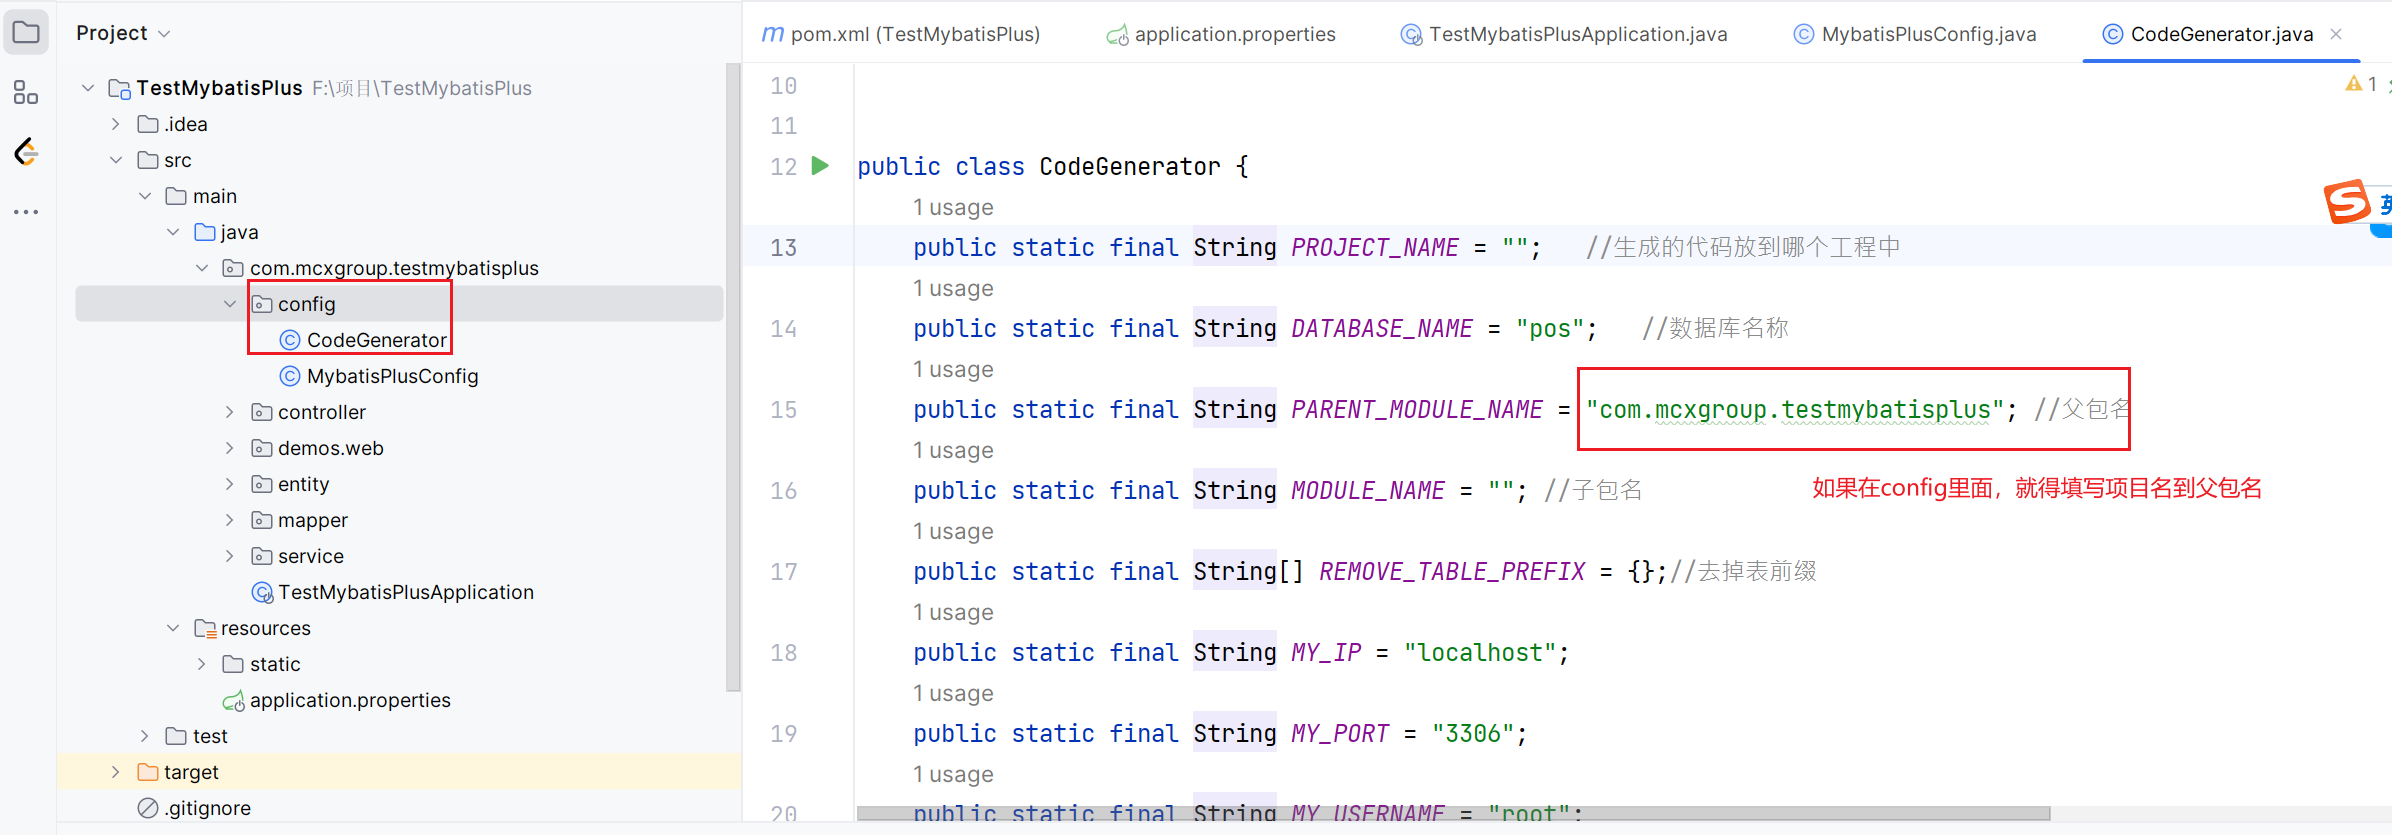 Project
pom.xml (TestMybatisPlus)
application.properties
TestMybatisPlusApplication.java
MybatisPlusConfig.java
CodeGenerator.java
TestMybatisPlus F:\项目\TestMybatisPlus
.idea
src
main
java
com.mcxgroup.testmybatisplus
config
CodeGenerator
MybatisPlusConfig
controller
demos.web
entity
mapper
service
TestMybatisPlusApplication
resources
static
application.properties
test
target
.gitignore
1
10
11
12 public class CodeGenerator {
1 usage
13 public static final String PROJECT_NAME = ""; //生成的代码放到哪个工程中
1 usage
14 public static final String DATABASE_NAME = "pos"; //数据库名称
1 usage
15 public static final String PARENT_MODULE_NAME = "com.mcxgroup.testmybatisplus"; //父包名
1 usage
16 public static final String MODULE_NAME = ""; //子包名
如果在config里面，就得填写项目名到父包名
1 usage
17 public static final String[] REMOVE_TABLE_PREFIX = {};//去掉表前缀
1 usage
18 public static final String MY_IP = "localhost";
1 usage
19 public static final String MY_PORT = "3306";
1 usage
20 public static final String MY_USERNAME = "root";